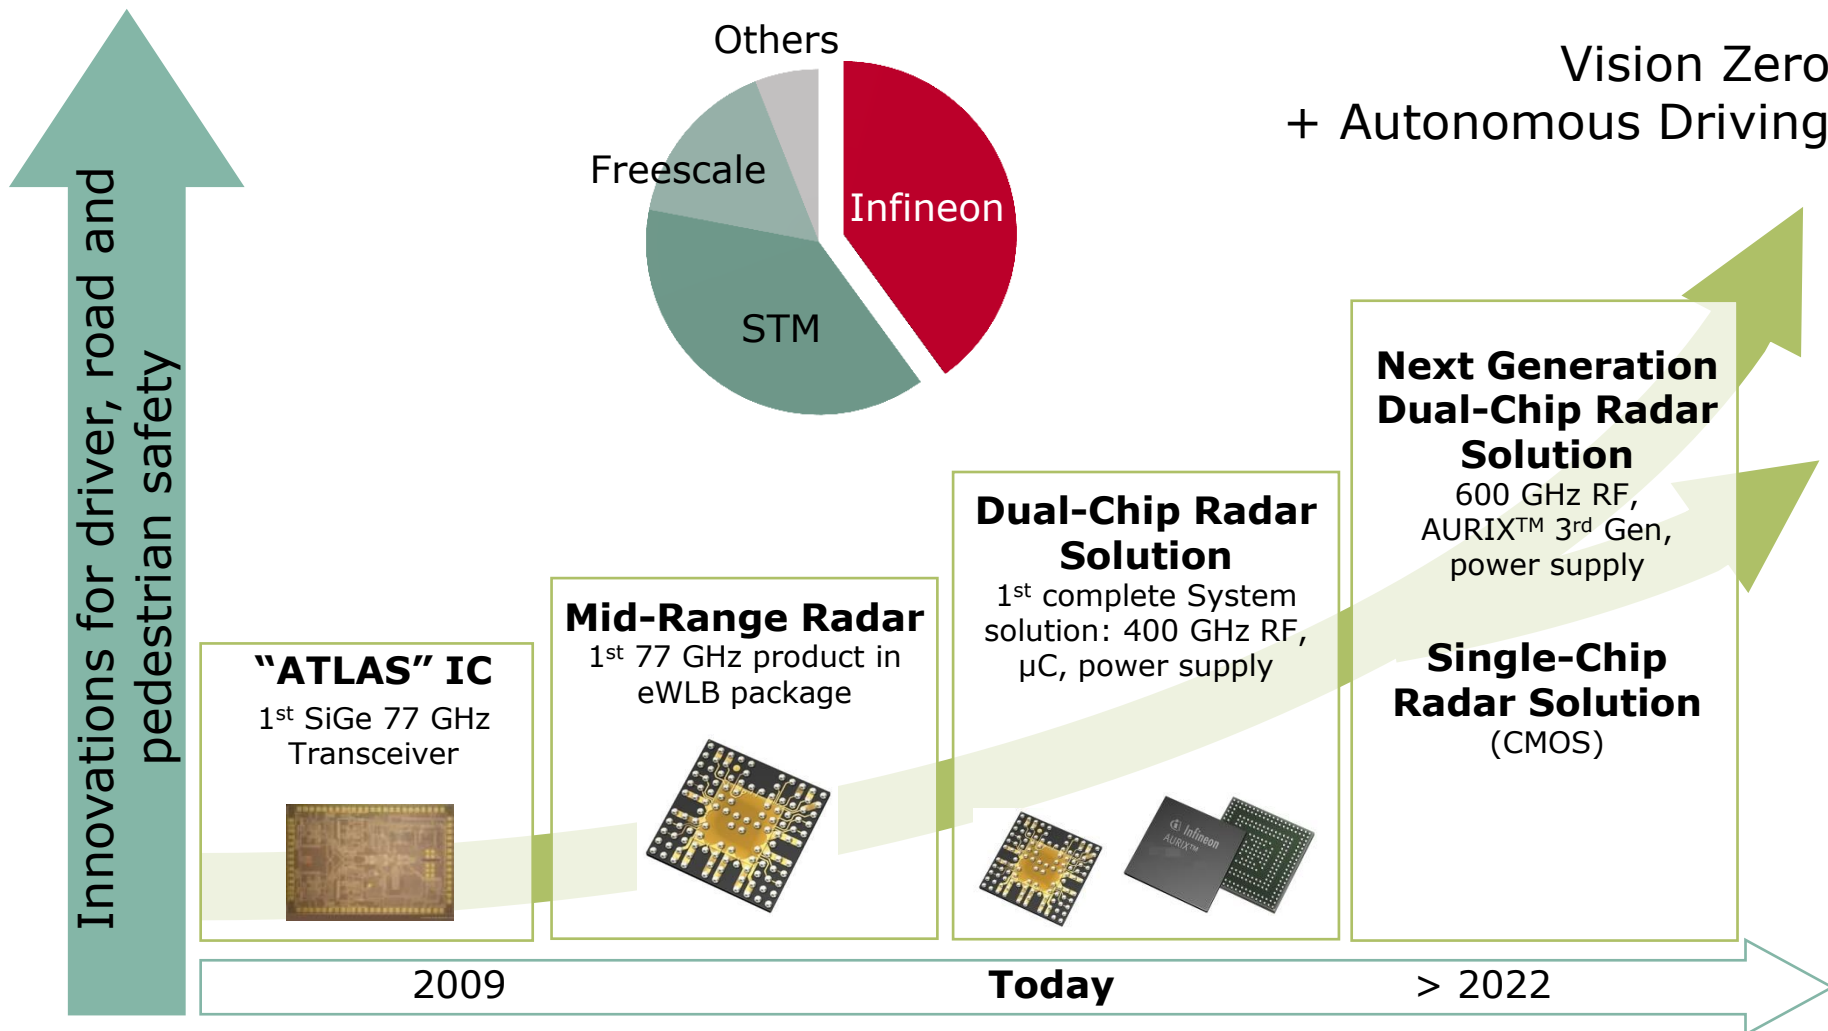 Innovations for driver, road and
pedestrian safety
Others
Freescale
Infineon
STM
Vision Zero
+ Autonomous Driving
“ATLAS” IC
1st SiGe 77 GHz
Transceiver
Mid-Range Radar
1st 77 GHz product in
eWLB package
Dual-Chip Radar
Solution
1st complete System
solution: 400 GHz RF,
µC, power supply
Infineon
AURIX™
Next Generation
Dual-Chip Radar
Solution
600 GHz RF,
AURIX™ 3rd Gen,
power supply
Single-Chip
Radar Solution
(CMOS)
2009
Today
> 2022